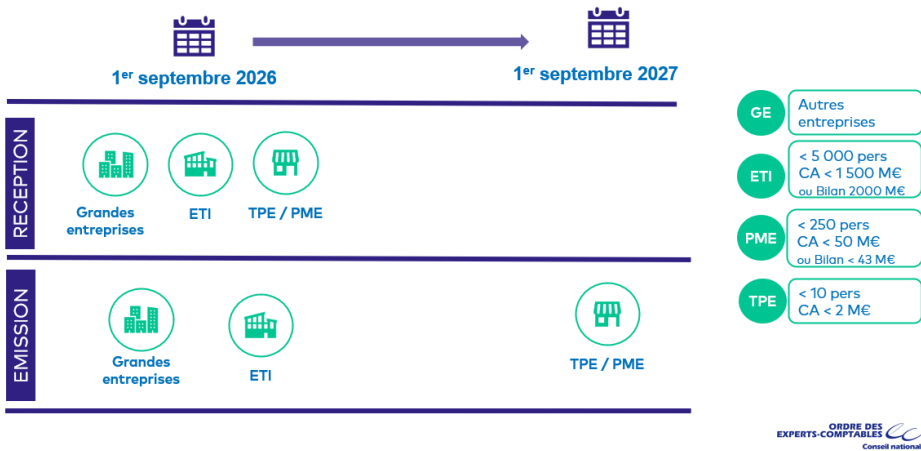 1er septembre 2026
1er septembre 2027
RECEPTION
Grandes
entreprises
ETI
TPE / PME
EMISSION
Grandes
entreprises
ETI
TPE / PME
GE
Autres
entreprises
ETI
< 5 000 pers
CA < 1 500 M€
ou Bilan 2000 M€
PME
< 250 pers
CA < 50 M€
ou Bilan < 43 M€
TPE
< 10 pers
CA < 2 M€
ORDRE DES
EXPERTS-COMPTABLES
Conseil national